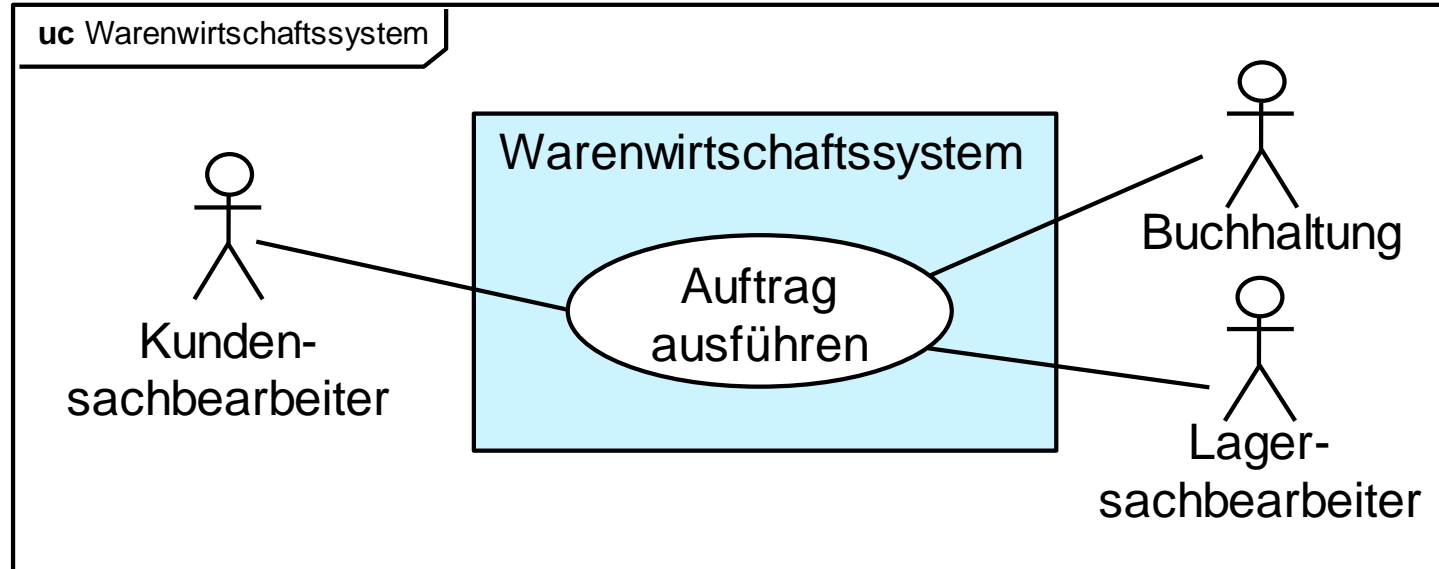 uc Warenwirtschaftssystem
Warenwirtschaftssystem
Auftrag
ausführen
Kunden-
sachbearbeiter
Buchhaltung
Lager-
sachbearbeiter